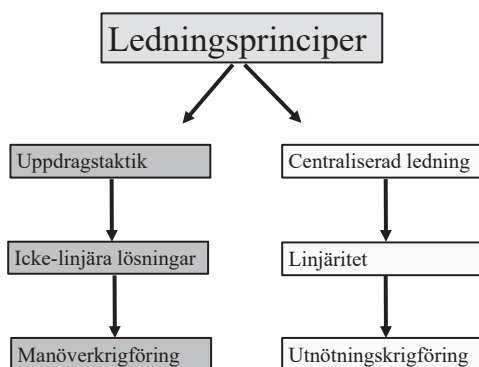 Ledningsprinciper
Uppdragstaktik
Centraliserad ledning
Icke-linjära lösningar
Linjäritet
Manöverkrigföring
Utnötningskrigföring